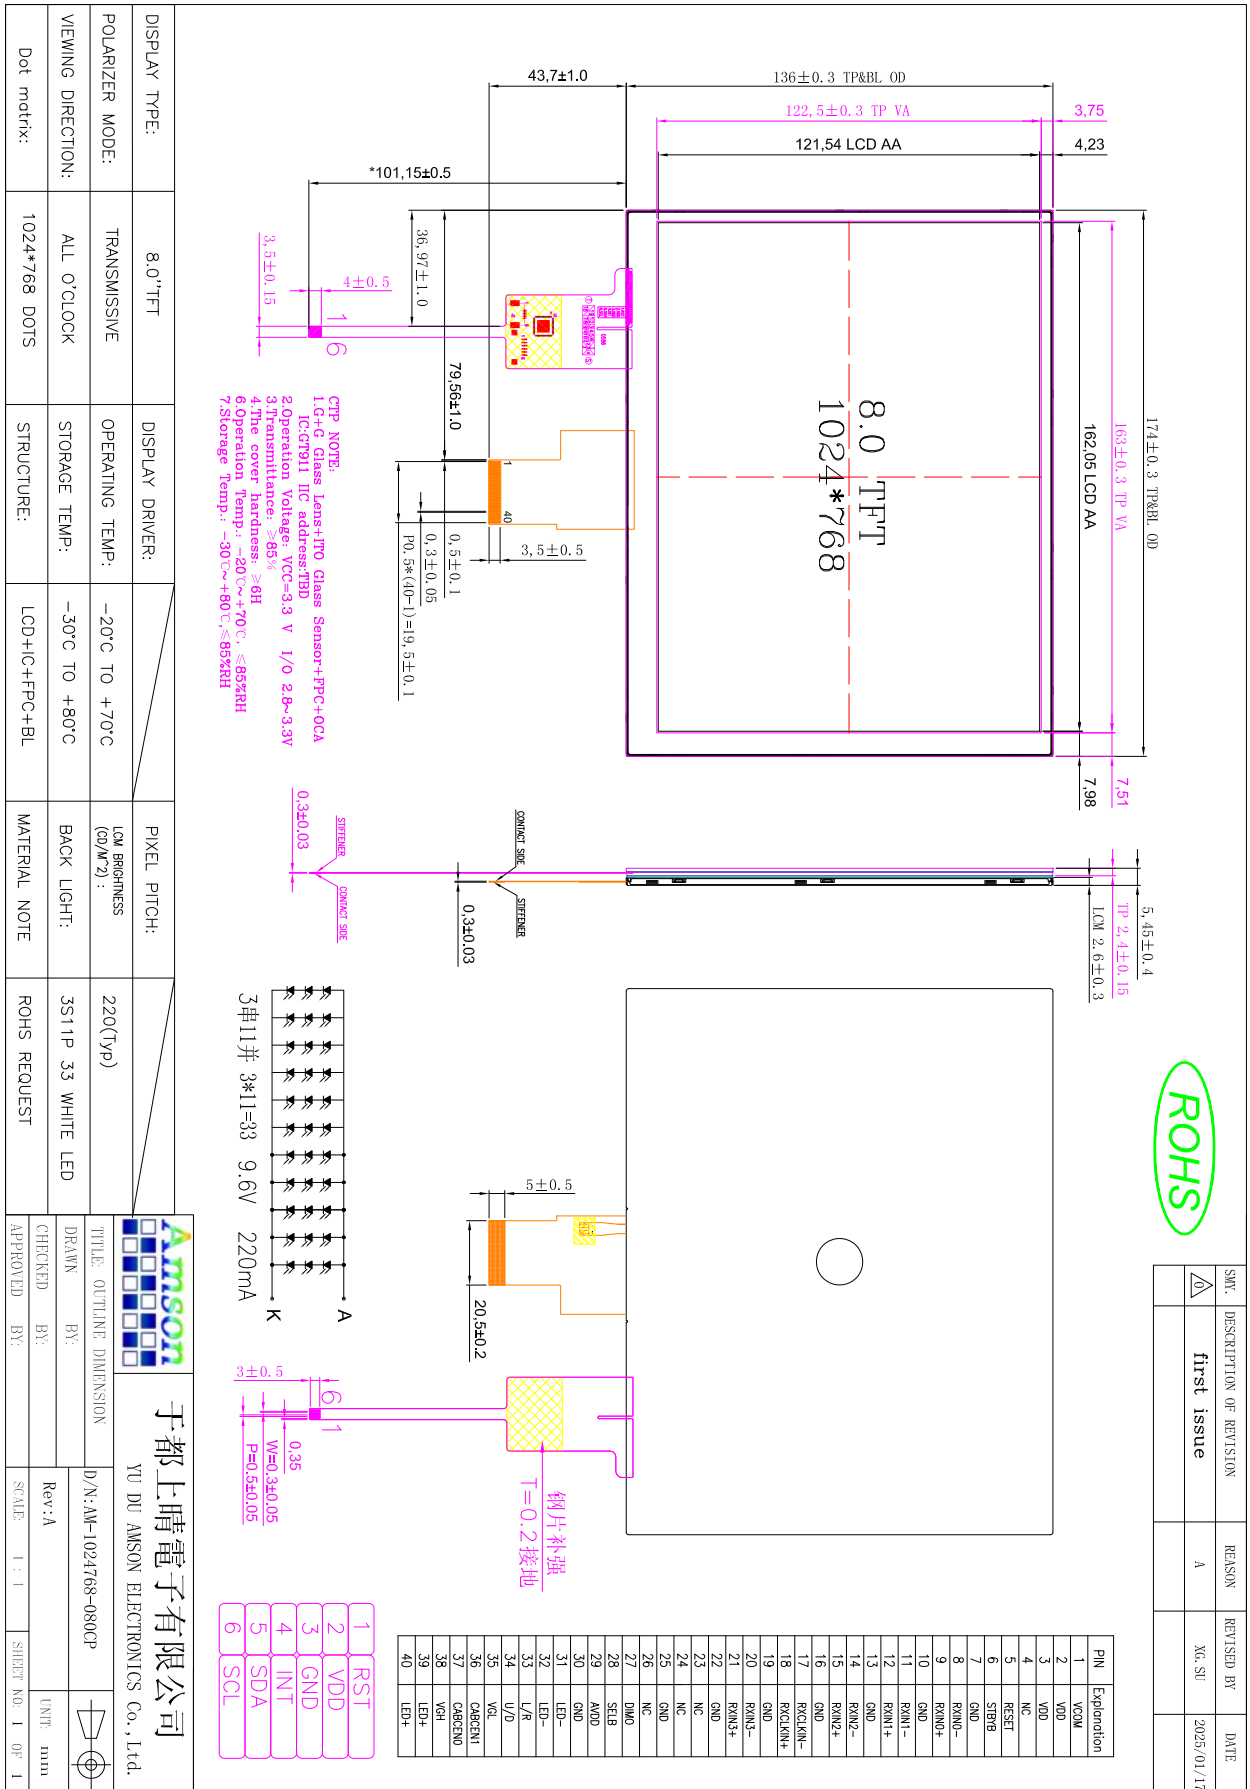 SMY.
DESCRIPTION OF REVISION
REASON
REVISED BY
DATE
0
first issue
A
XG. SU
2025/01/17
ROHS
174±0.3 TP&BL OD
163±0.3 TP VA
162,05 LCD AA
7,51
7,98
136±0.3 TP&BL OD
122,5±0.3 TP VA
121,54 LCD AA
3,75
4,23
43,7±1.0
*101,15±0.5
36,97±1.0
79,56±1.0
4±0.5
3,5±0.15
1
6
8.0 TFT
1024*768
1
40
3,5±0.5
0,5±0.1
0,3±0.05
P0.5*(40-1)=19,5±0.1
CTP NOTE:
1.G+G Glass Lens+ITO Glass Sensor+FPC+OCA
IC:GT911 IIC address:TBD
2.Operation Voltage: VCC=3.3 V I/O 2.8~3.3V
3.Transmittance: ≥85%
4.The cover hardness: ≥6H
6.Operation Temp.: -20℃~+70℃, ≤85%RH
7.Storage Temp.: -30℃~+80℃, ≤85%RH
5,45±0.4
TP 2,4±0.15
LCM 2.6±0.3
CONTACT SIDE
STIFFENER
0,3±0.03
STIFFENER
CONTACT SIDE
0,3±0.03
5±0.5
20,5±0.2
A
K
3串11并 3*11=33 9.6V 220mA
钢片补强
T=0.2接地
6
1
3±0.5
0,35
W=0.3±0.05
P=0.5±0.05
PIN Explanation
1 VCOM
2 VDD
3 VDD
4 NC
5 RESET
6 STBYB
7 GND
8 RXIN0-
9 RXIN0+
10 GND
11 RXIN1-
12 RXIN1+
13 GND
14 RXIN2-
15 RXIN2+
16 GND
17 RXCLKIN-
18 RXCLKIN+
19 GND
20 RXIN3-
21 RXIN3+
22 GND
23 NC
24 NC
25 GND
26 NC
27 DIMO
28 SELB
29 AVDD
30 GND
31 LED-
32 LED-
33 L/R
34 U/D
35 VGL
36 CABCEN1
37 CABCEN0
38 VGH
39 LED+
40 LED+
1 RST
2 VDD
3 GND
4 INT
5 SDA
6 SCL
DISPLAY TYPE: 8.0''TFT DISPLAY DRIVER: PIXEL PITCH:
POLARIZER MODE: TRANSMISSIVE OPERATING TEMP: -20°C TO +70°C LCM BRIGHTNESS (CD/M^2) : 220(Typ)
VIEWING DIRECTION: ALL O'CLOCK STORAGE TEMP: -30°C TO +80°C BACK LIGHT: 3S11P 33 WHITE LED
Dot matrix: 1024*768 DOTS STRUCTURE: LCD+IC+FPC+BL MATERIAL NOTE ROHS REQUEST
Amson
于都上晴電子有限公司
YU DU AMSON ELECTRONICS Co., Ltd.
TITLE: OUTLINE DIMENSION
D/N:AM-1024768-080CP
DRAWN BY:
CHECKED BY:
APPROVED BY:
Rev:A
UNIT: mm
SCALE: 1 : 1
SHEET NO: 1 OF 1